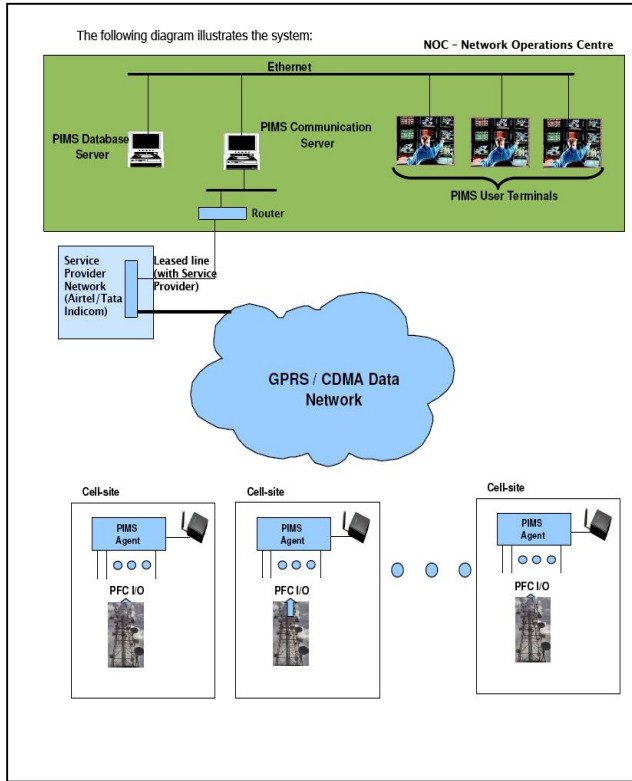 The following diagram illustrates the system:
NOC – Network Operations Centre
Ethernet
PIMS Database
Server
PIMS Communication
Server
PIMS User Terminals
Router
Service
Provider
Network
(Airtel/Tata
Indicom)
Leased line
(with Service
Provider)
GPRS / CDMA Data
Network
Cell-site
PIMS
Agent
PFC I/O
Cell-site
PIMS
Agent
PFC I/O
Cell-site
PIMS
Agent
PFC I/O